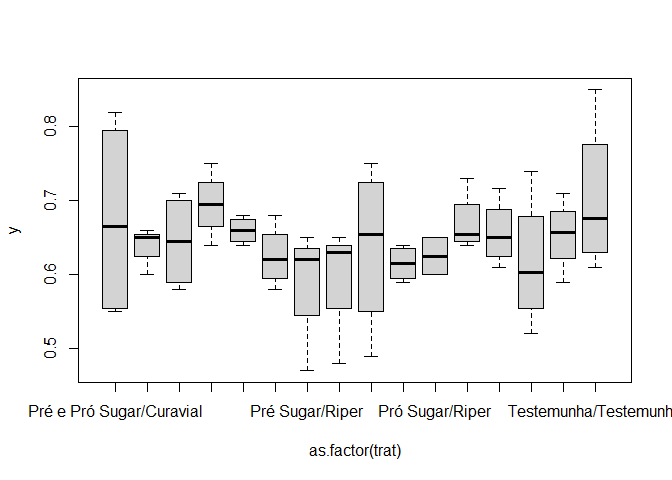 0.8
0.7
0.6
0.5
y
Pré e Pró Sugar/Curavial Pré Sugar/Riper Pró Sugar/Riper Testemunha/Testemunh
as.factor(trat)